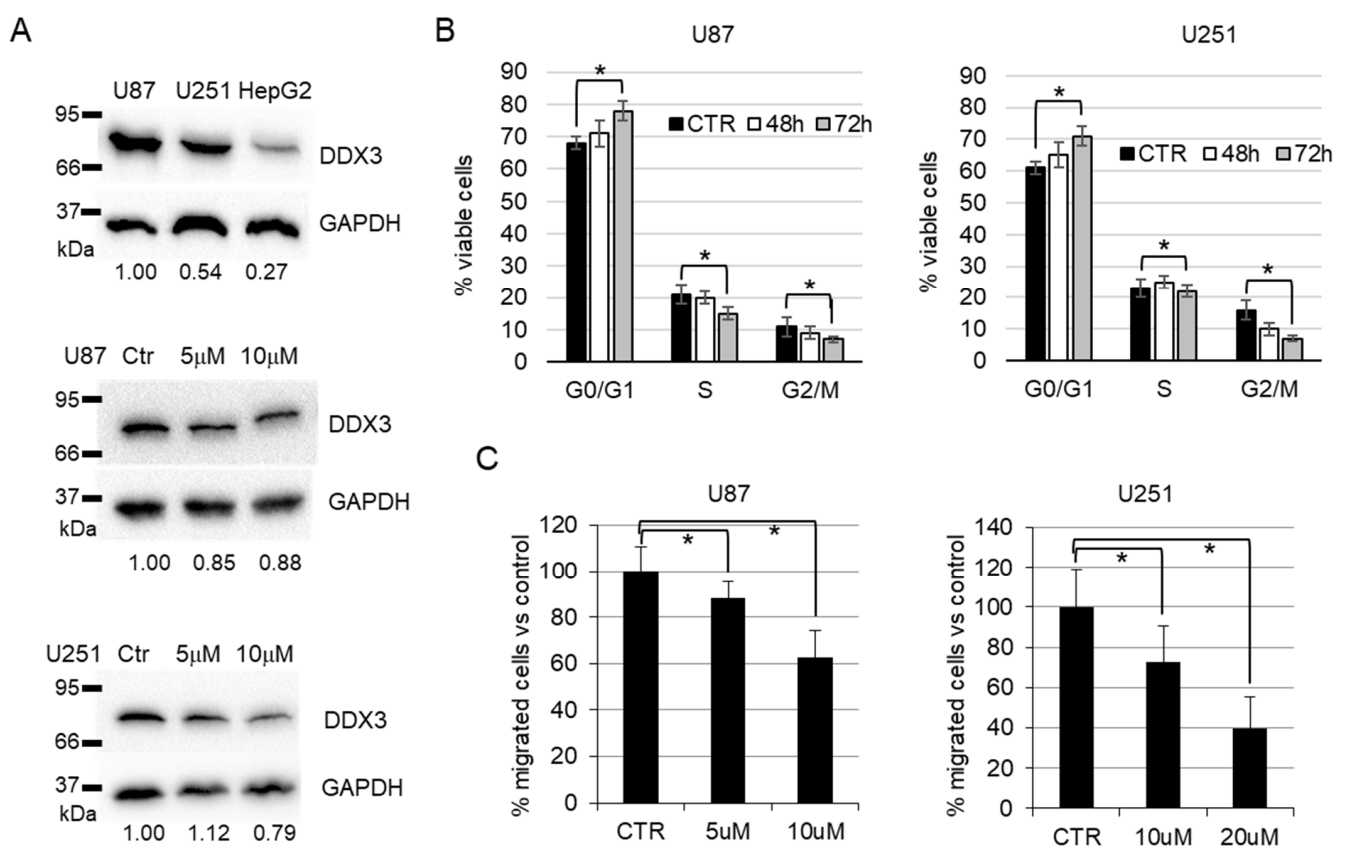 A
U87 U251 HepG2
95
DDX3
66
37
GAPDH
kDa
1.00 0.54 0.27
U87 Ctr 5µM 10µM
95
DDX3
66
37
GAPDH
kDa
1.00 0.85 0.88
U251 Ctr 5µM 10µM
95
DDX3
66
37
GAPDH
kDa
1.00 1.12 0.79
B
U87
% viable cells
90
80
70
60
50
40
30
20
10
0
* * *
CTR 48h 72h
G0/G1 S G2/M
U251
% viable cells
90
80
70
60
50
40
30
20
10
0
* * *
CTR 48h 72h
G0/G1 S G2/M
C
U87
% migrated cells vs control
120
100
80
60
40
20
0
* *
CTR 5uM 10uM
U251
% migrated cells vs control
140
120
100
80
60
40
20
0
* *
CTR 10uM 20uM